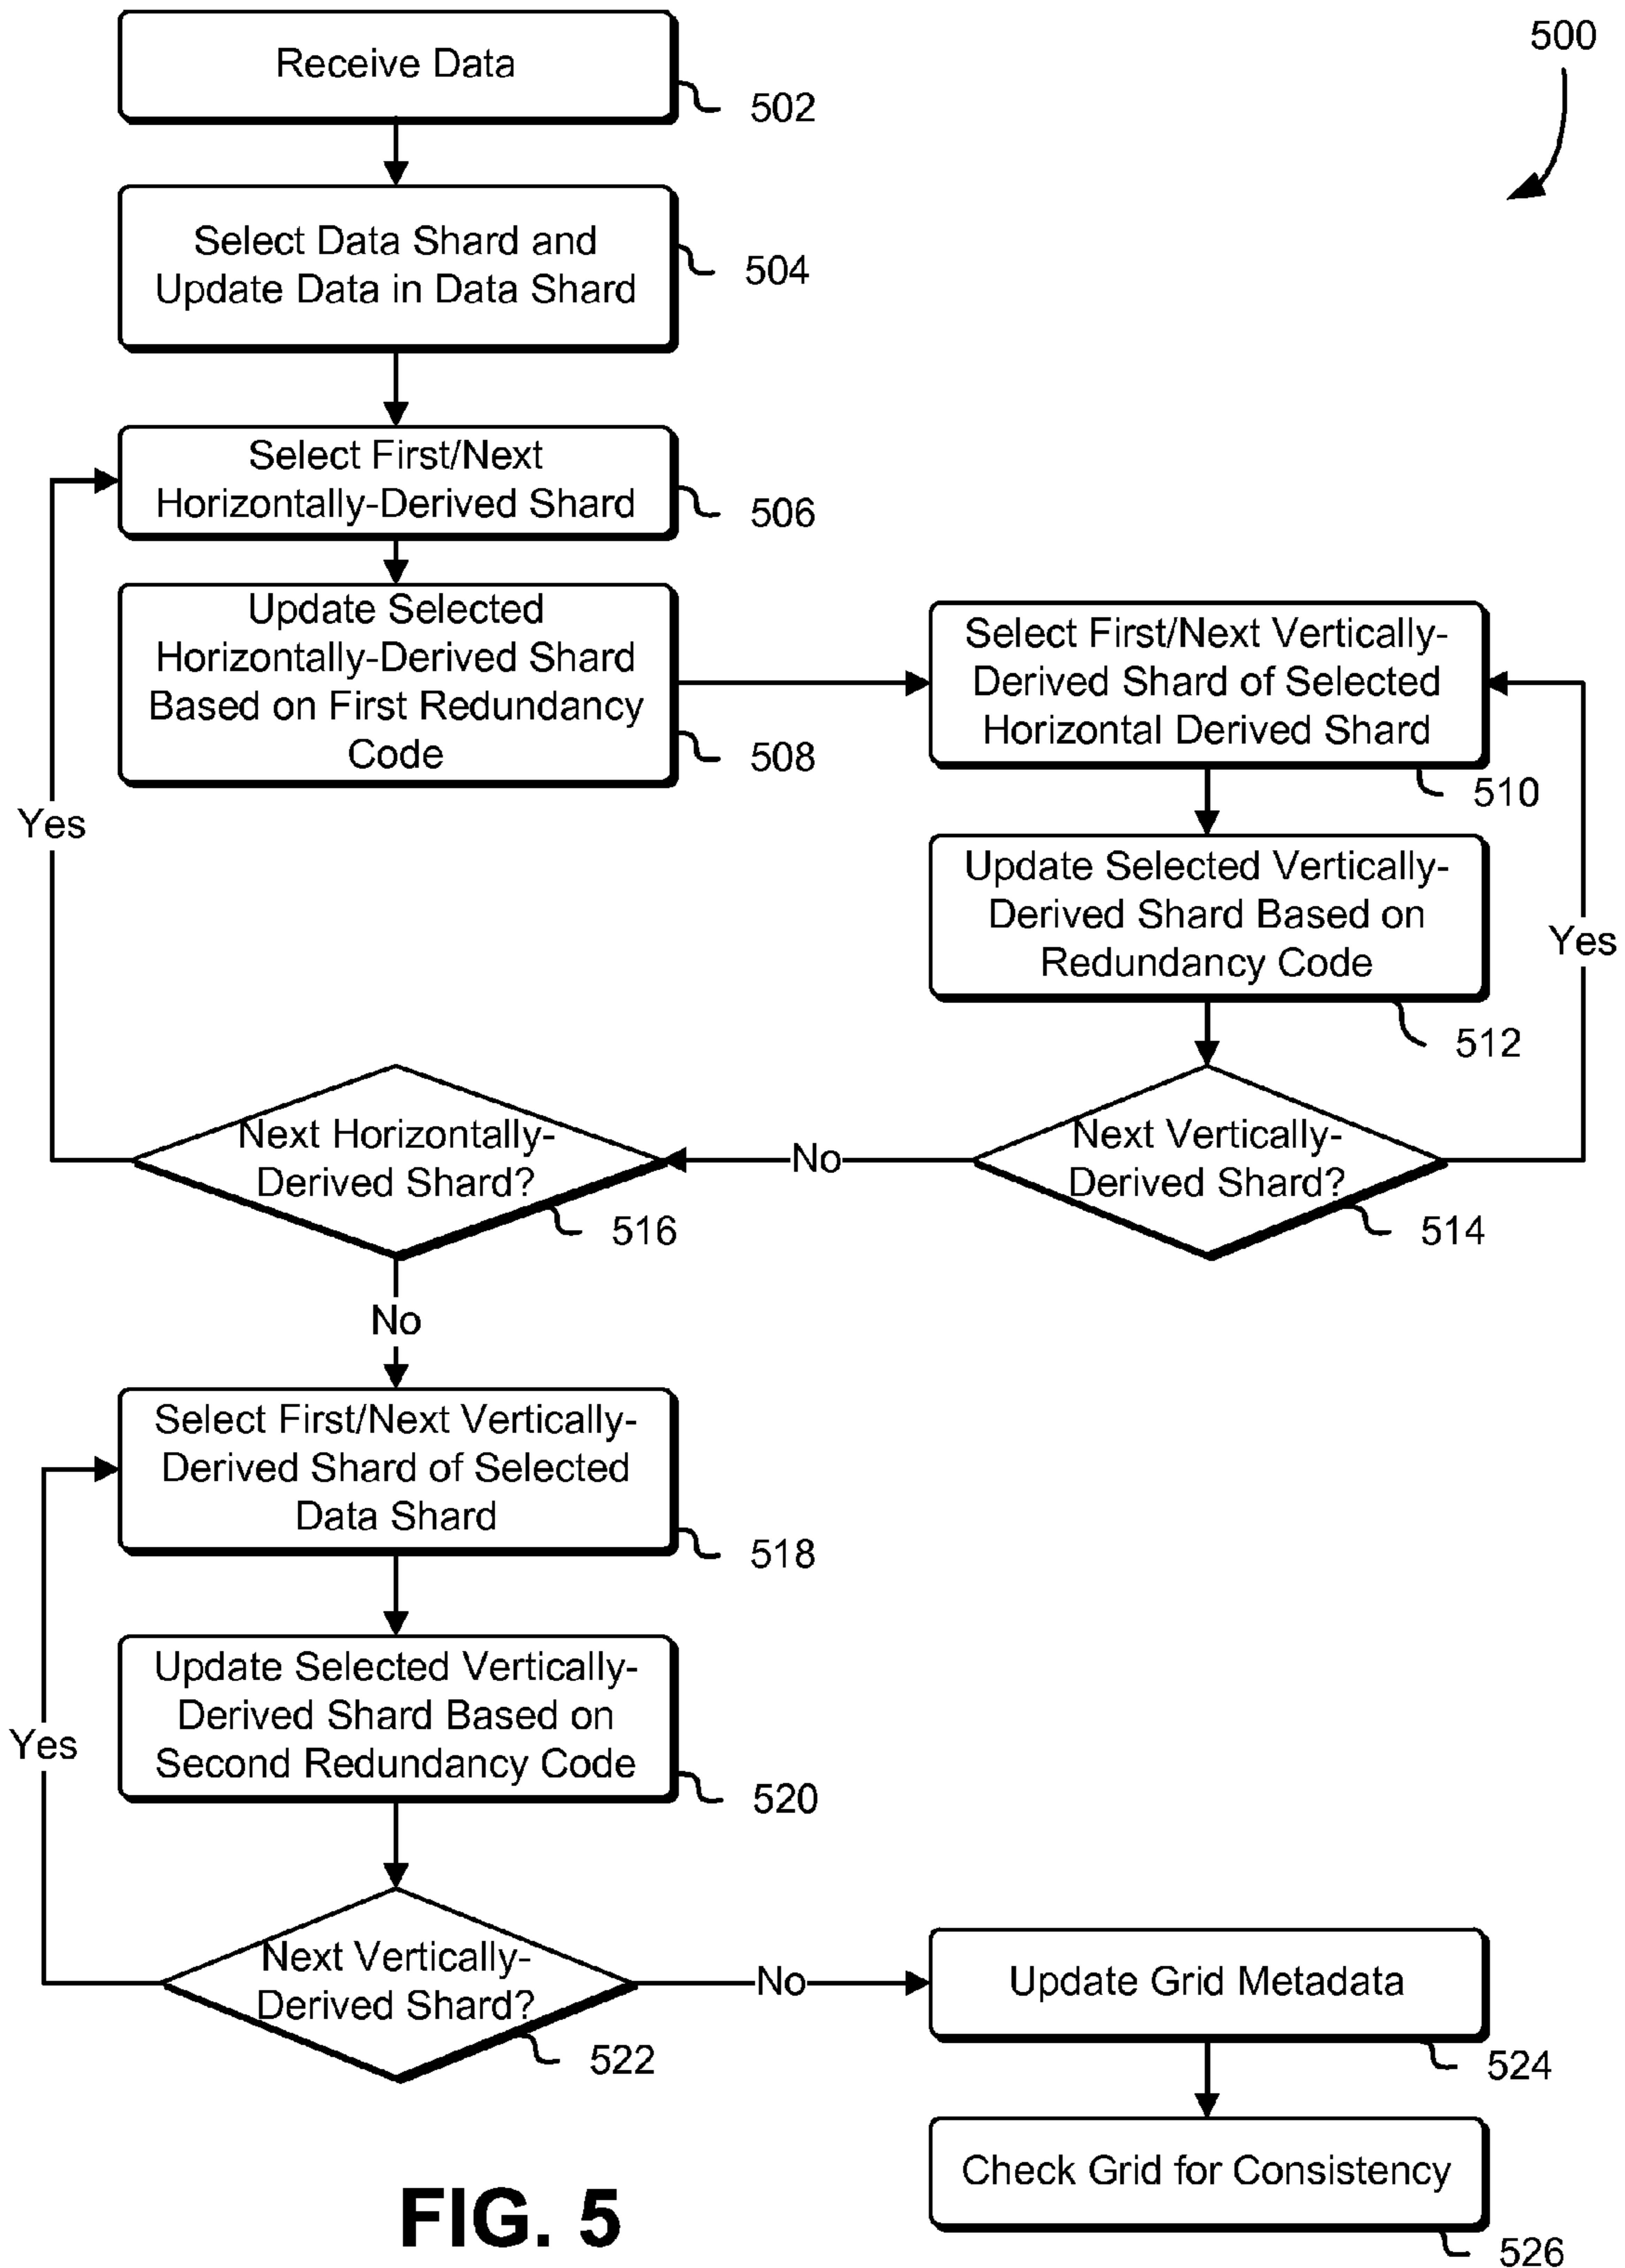 500
Receive Data
502
Select Data Shard and
Update Data in Data Shard
504
Select First/Next
Horizontally-Derived Shard
506
Update Selected
Horizontally-Derived Shard
Based on First Redundancy
Code
508
Select First/Next Vertically-
Derived Shard of Selected
Horizontal Derived Shard
510
Yes
Update Selected Vertically-
Derived Shard Based on
Redundancy Code
512
Yes
Next Horizontally-
Derived Shard?
516
No
Next Vertically-
Derived Shard?
514
No
Select First/Next Vertically-
Derived Shard of Selected
Data Shard
518
Update Selected Vertically-
Derived Shard Based on
Second Redundancy Code
520
Yes
Next Vertically-
Derived Shard?
522
No
Update Grid Metadata
524
Check Grid for Consistency
526
FIG. 5